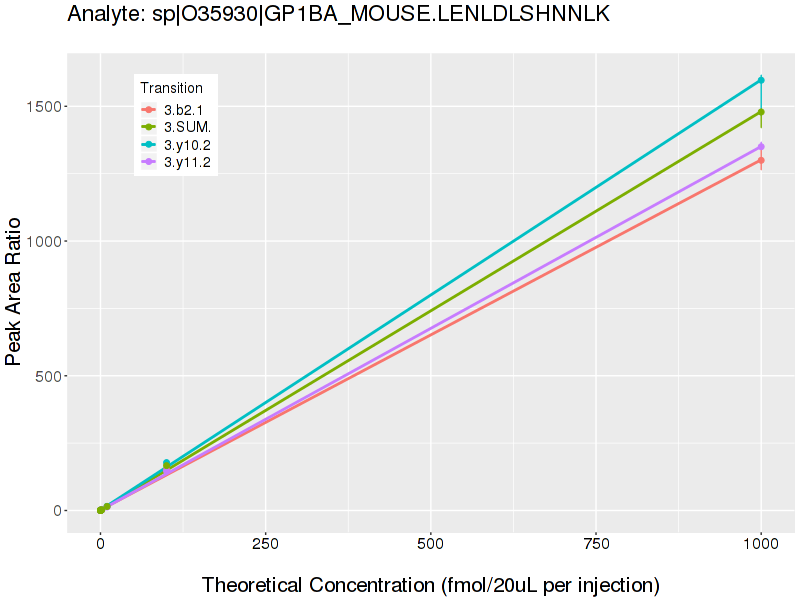 Analyte: sp|O35930|GP1BA_MOUSE.LENLDLSHNNLK
Transition
3.b2.1
3.SUM.
3.y10.2
3.y11.2
Peak Area Ratio
1500
1000
500
0
0 250 500 750 1000
Theoretical Concentration (fmol/20uL per injection)